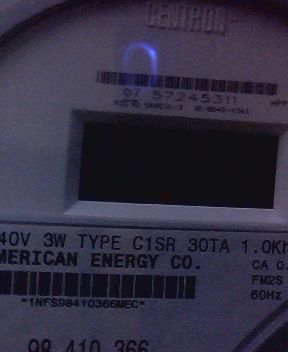 CENTRON
07 57245311
40V 3W TYPE C1SR 30TA 1.0Kh
MERICAN ENERGY CO.
CA 0.
FM2S
*1NFS98410366MEC*
60Hz
98 410 366